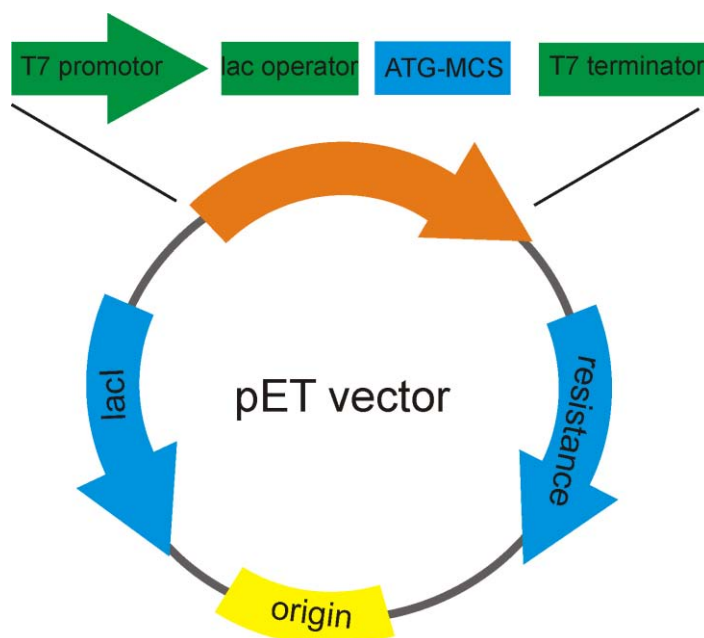 T7 promotor
lac operator
ATG-MCS
T7 terminator
lacI
pET vector
resistance
origin